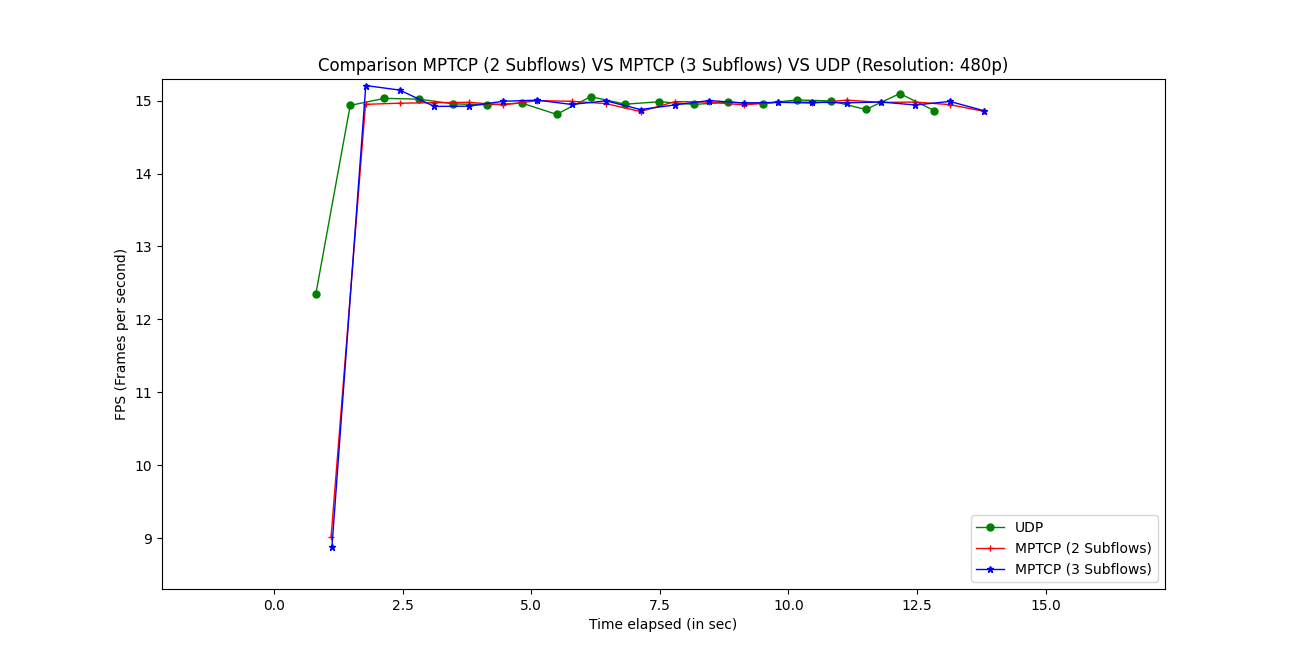 Comparison MPTCP (2 Subflows) VS MPTCP (3 Subflows) VS UDP (Resolution: 480p)
15
14
13
12
11
10
9
FPS (Frames per second)
UDP
MPTCP (2 Subflows)
MPTCP (3 Subflows)
0.0 2.5 5.0 7.5 10.0 12.5 15.0
Time elapsed (in sec)